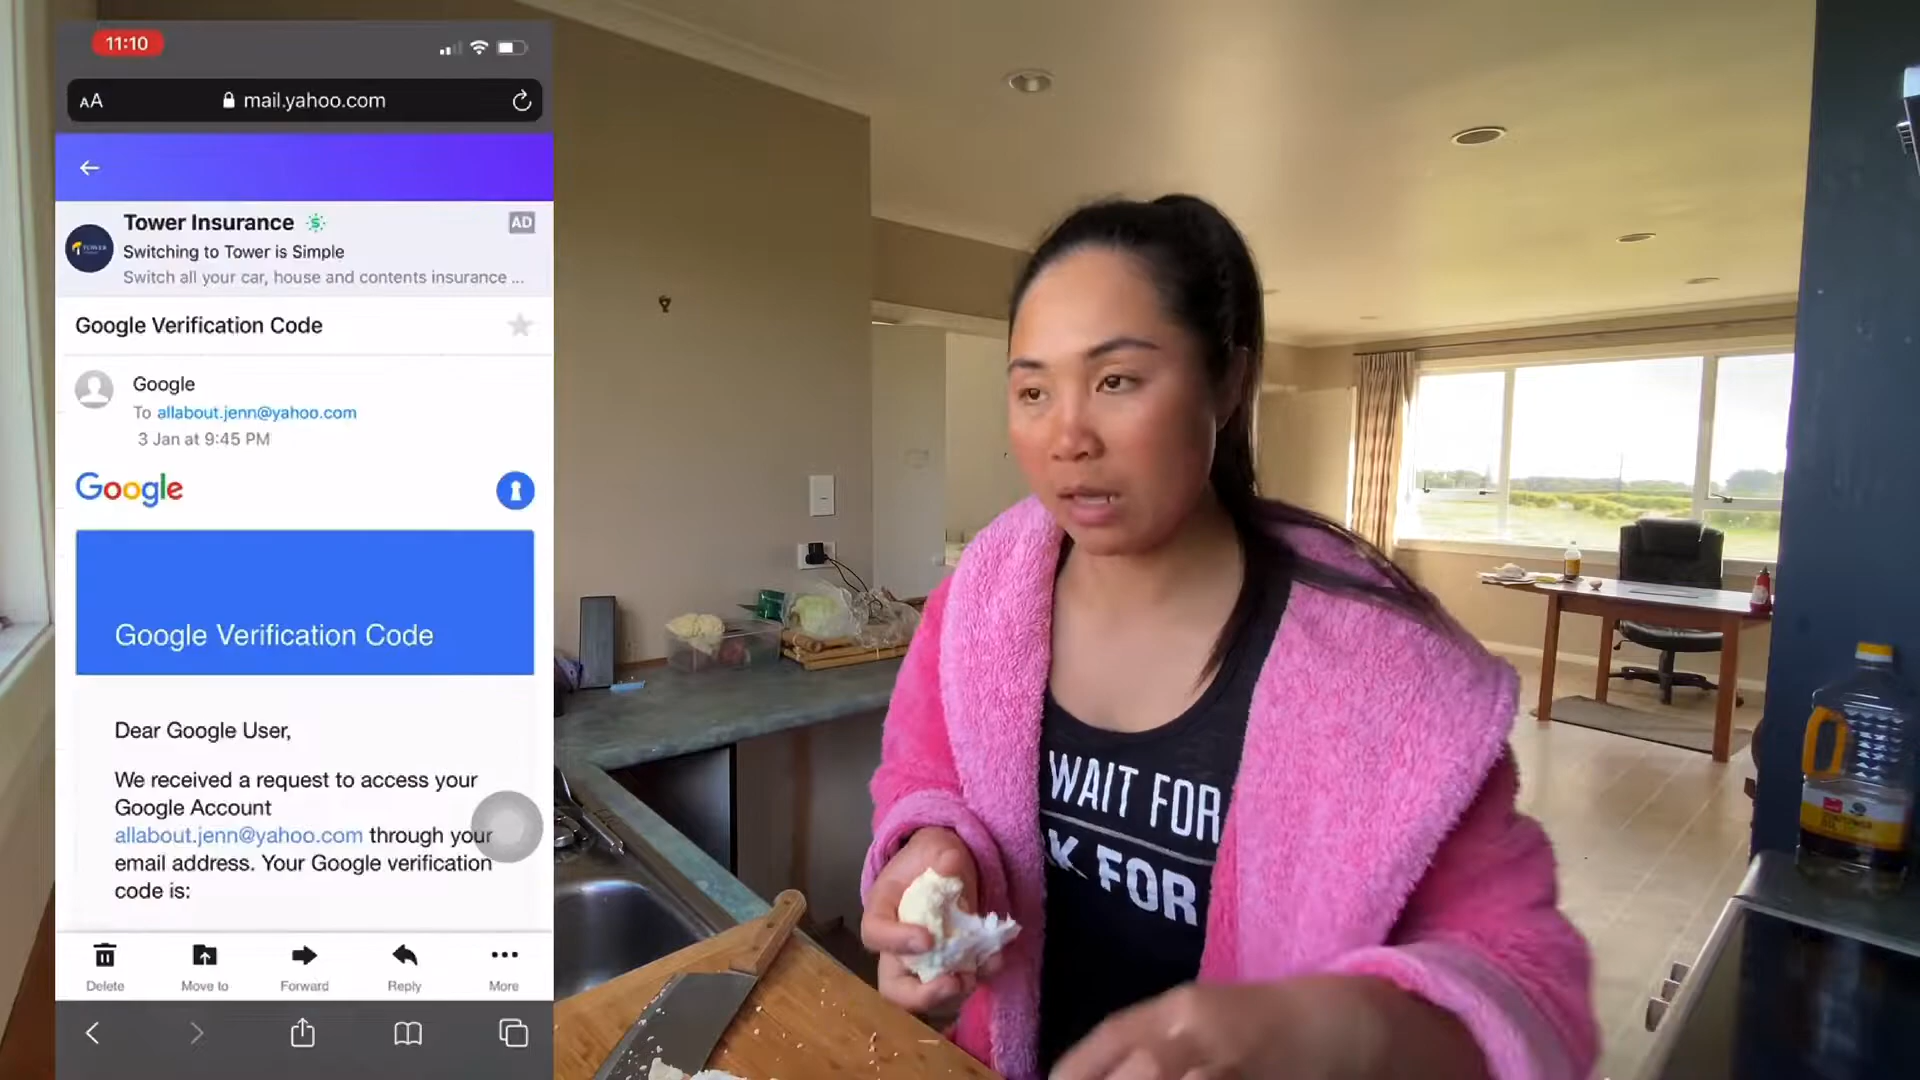 11:10
AA mail.yahoo.com
Tower Insurance
AD
TOWER
Switching to Tower is Simple
Switch all your car, house and contents insurance ...
Google Verification Code
Google
To allabout.jenn@yahoo.com
3 Jan at 9:45 PM
Google
Google Verification Code
Dear Google User,
We received a request to access your
Google Account
allabout.jenn@yahoo.com through your
email address. Your Google verification
code is:
Delete
Move to
Forward
Reply
More
WAIT FOR
K FOR